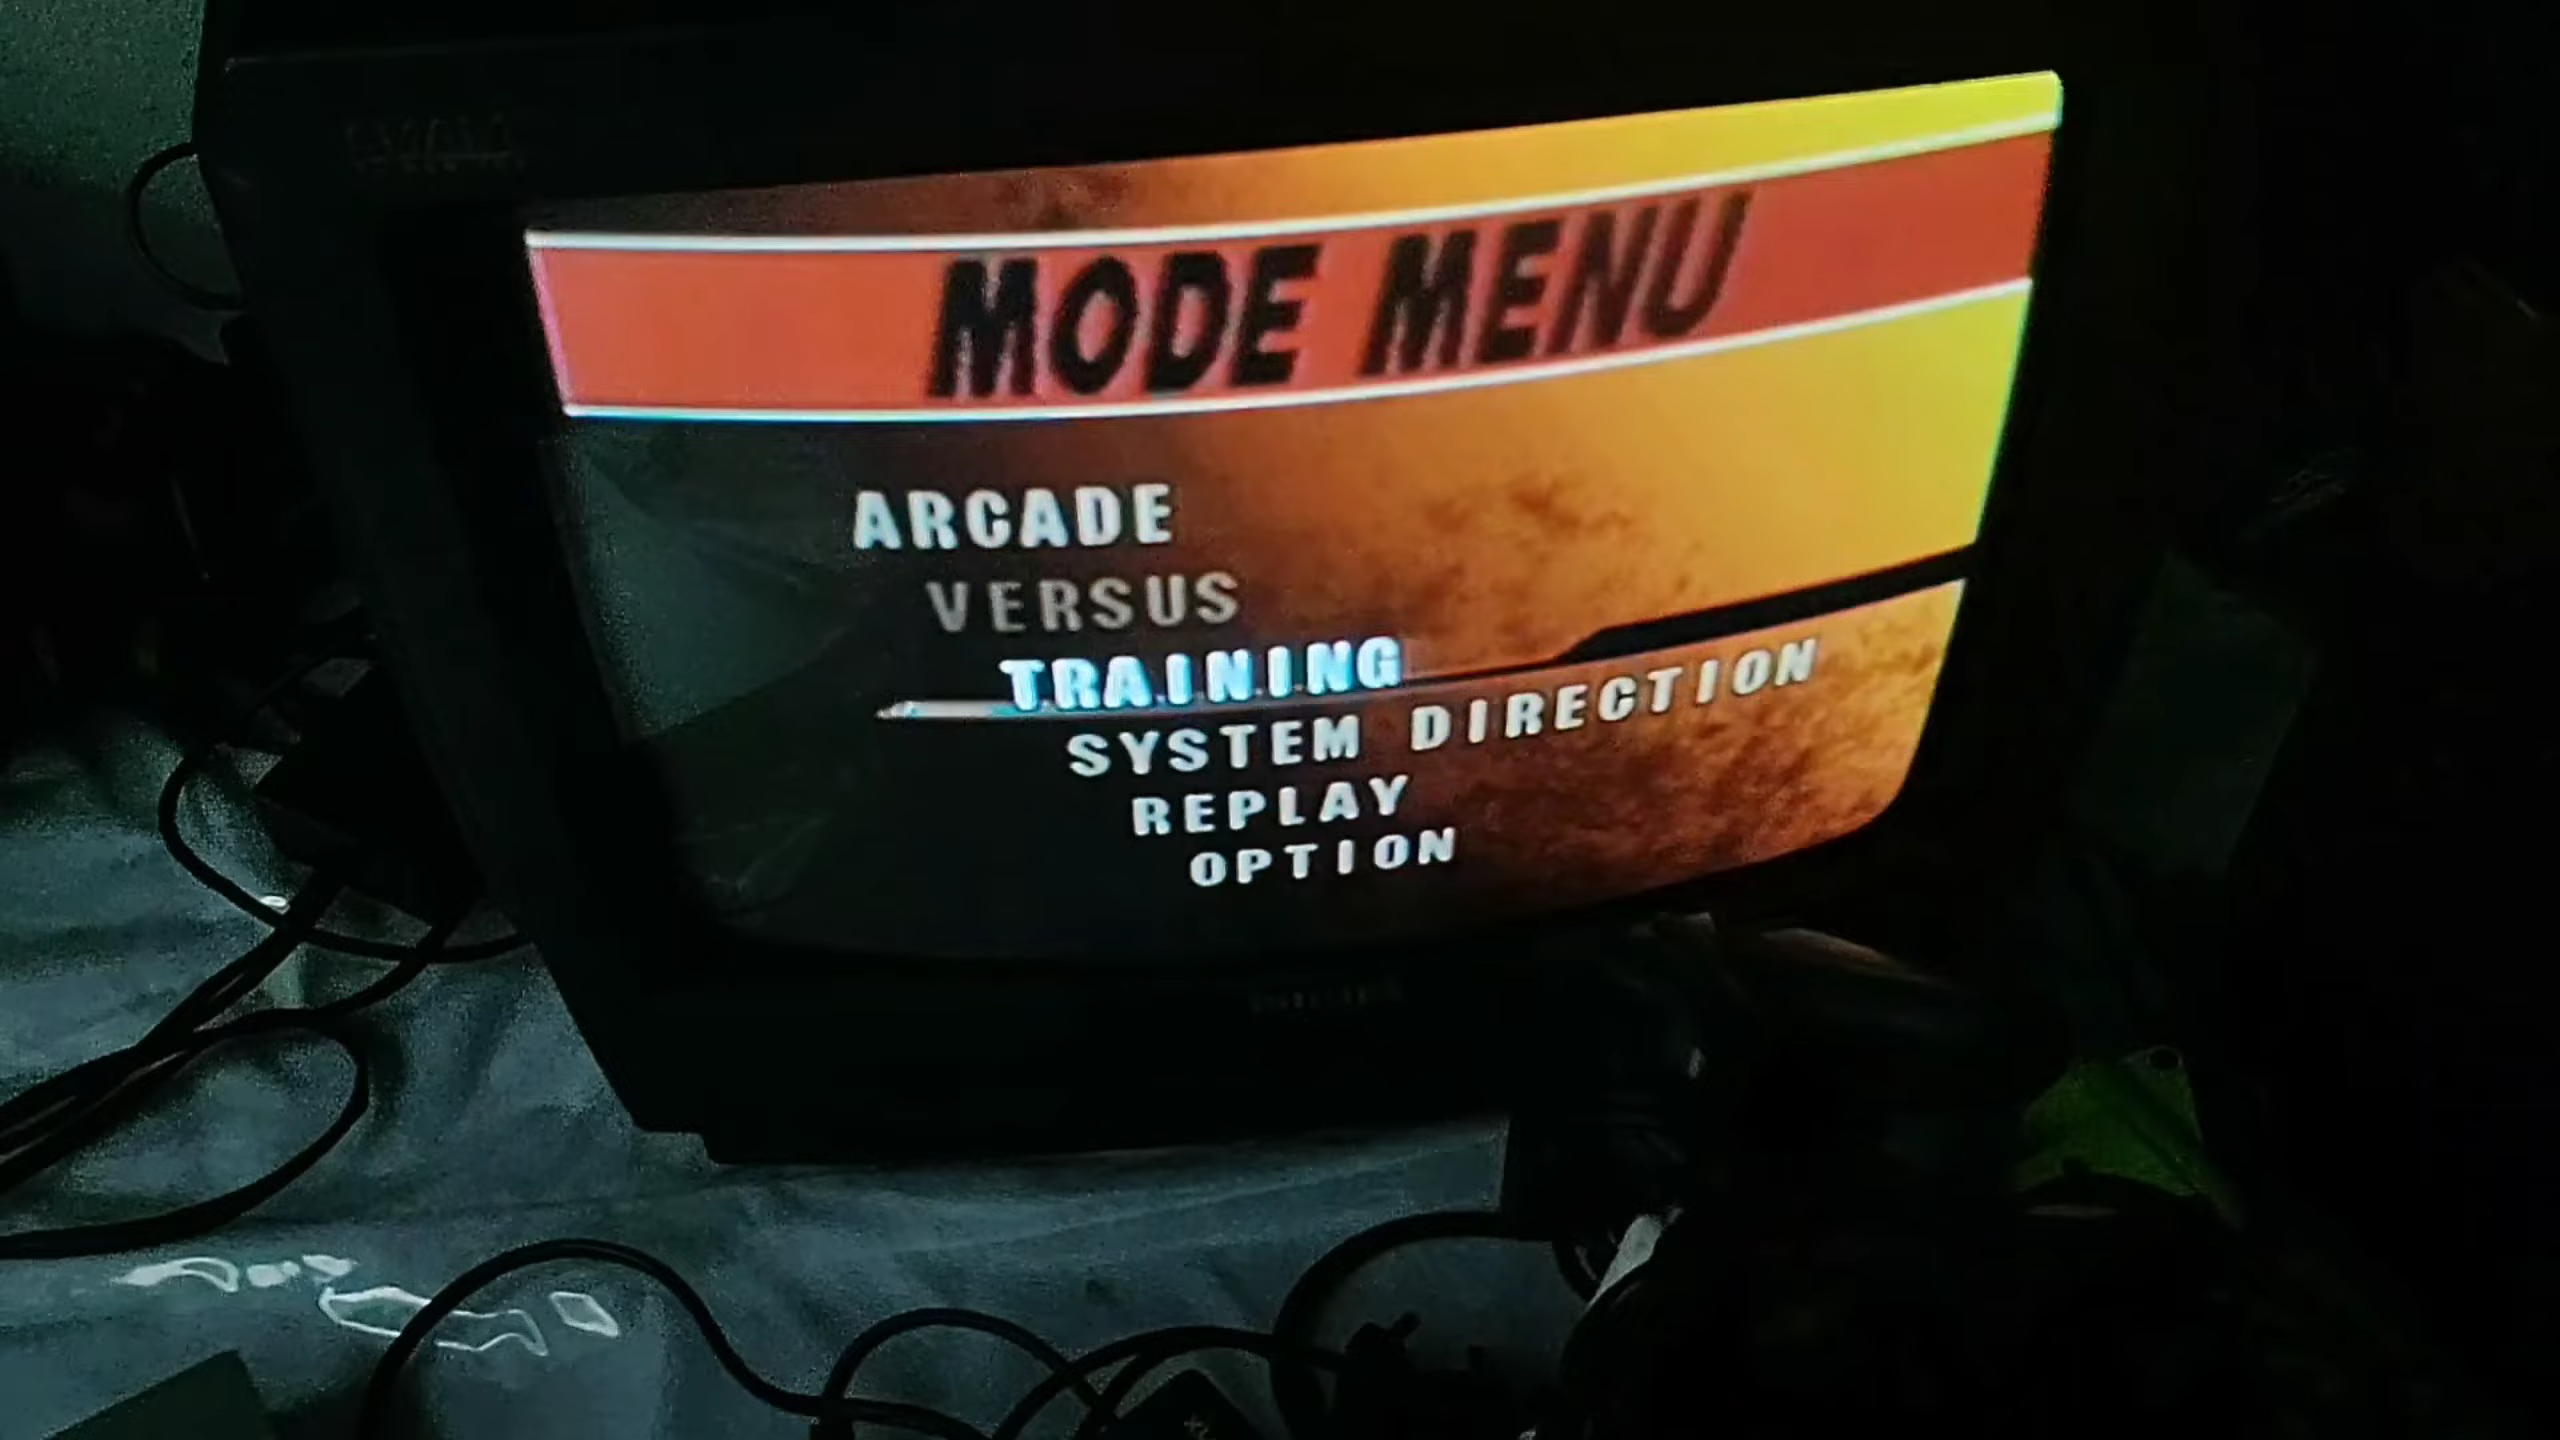 MODE MENU
ARCADE
VERSUS
TRAINING
SYSTEM DIRECTION
REPLAY
OPTION